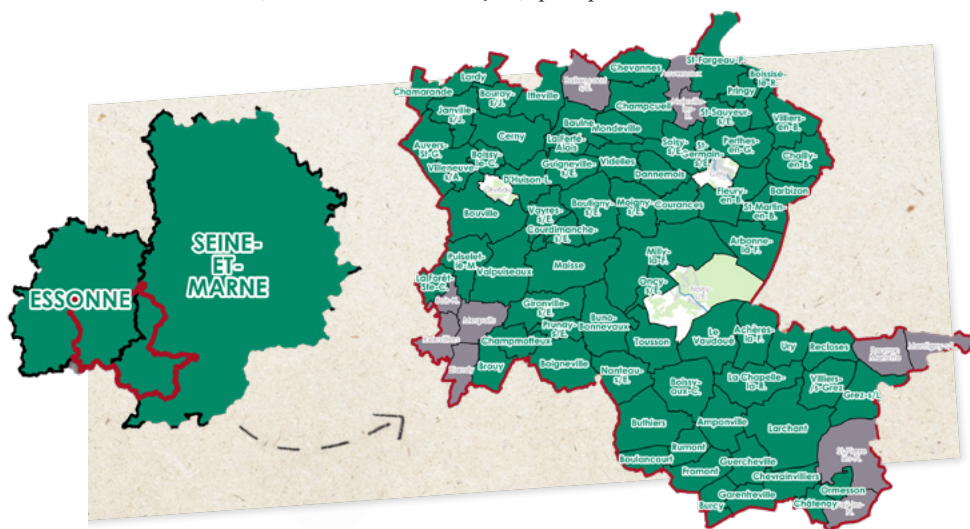 ESSONNE
SEINE-
ET-
MARNE
St-Fargeau-P.
Chevannes
Boissise-
le-R.
Lardy
Chamarande
Bouray-
s/J.
Itteville
Pringy
Champcueil
Janville-
s/J.
St-Sauveur-
s/E.
Villiers-
en-B.
Baulne
Mondeville
Cerny
La Ferté-
Alais
Auvers-
St-G.
Soisy-
s/E.
St-
Germain-
s/E.
Perthes-
en-G.
Boissy-
le-C.
Villeneuve-
s/A.
Guigneville-
s/E.
Videlles
Chailly-
en-B.
D'Huison-L.
Dannemois
Barbizon
Fleury-
en-B.
Bouville
Vayres-
s/E.
Boutigny-
s/E.
Moigny-
s/E.
Courances
St-Martin-
en-B.
Courdimanche-
s/E.
Arbonne-
la-F.
Milly-
la-F.
Puiselet-
le-M.
Valpuiseaux
Maisse
Oncy-
s/E.
La Forêt-
Ste-C.
Gironville-
s/E.
Buno-
Bonnevaux
Prunay-
s/E.
Champmotteux
Tousson
Le
Vaudoué
Achères-
la-F.
Ury
Recloses
Brouy
Boigneville
Nanteau-
s/E.
Boissy-
aux-C.
La Chapelle-
la-R.
Villiers-
/s-Grez
Grez-s/L
Buthiers
Amponville
Larchant
Rumont
Boulancourt
Fromont
Guercheville
Chevrainvilliers
Garentreville
Burcy
Ormesson
Châtenoy